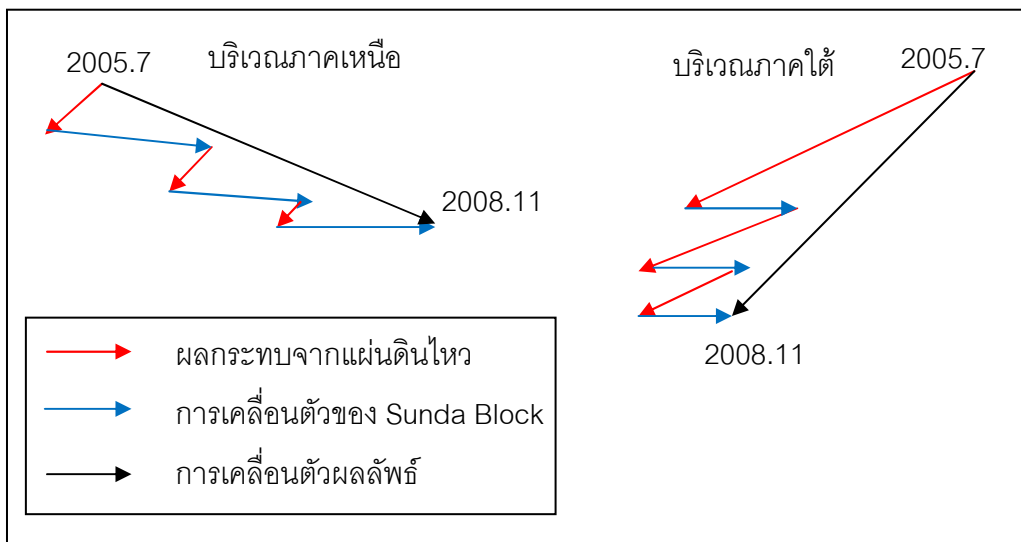 2005.7
บริเวณภาคเหนือ
2008.11
บริเวณภาคใต้
2005.7
2008.11
ผลกระทบจากแผ่นดินไหว
การเคลื่อนตัวของ Sunda Block
การเคลื่อนตัวผลลัพธ์